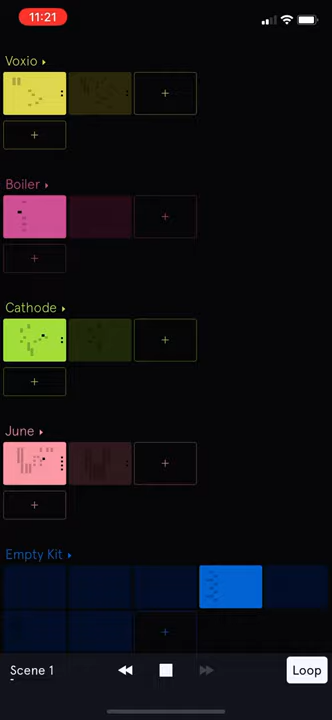 11:21
Voxio
Boiler
Cathode
June
Empty Kit
Scene 1
Loop